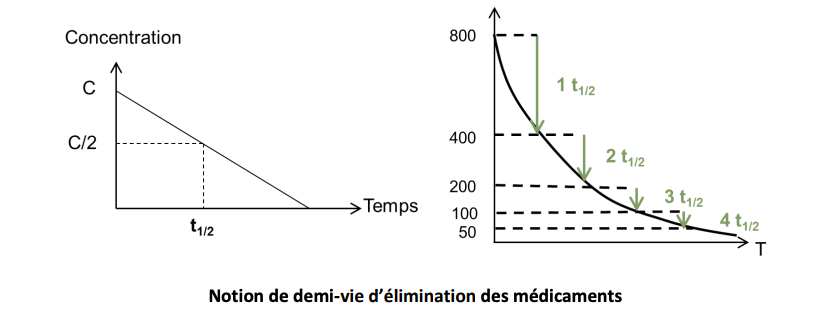 Concentration
C
C/2
t1/2
Temps
800
400
200
100
50
1 t1/2
2 t1/2
3 t1/2
4 t1/2
T
Notion de demi-vie d’élimination des médicaments